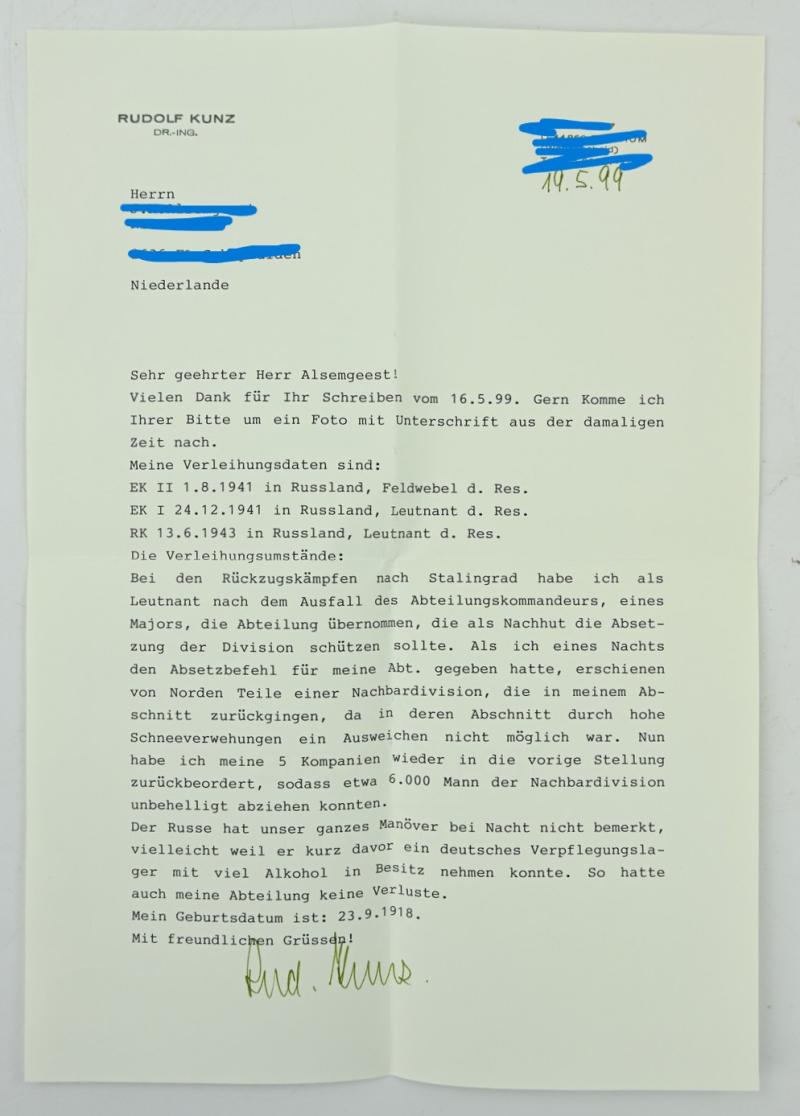 RUDOLF KUNZ
DR.-ING.
19.5.99
Herrn
Niederlande
Sehr geehrter Herr Alsemgeest!
Vielen Dank für Ihr Schreiben vom 16.5.99. Gern Komme ich
Ihrer Bitte um ein Foto mit Unterschrift aus der damaligen
Zeit nach.
Meine Verleihungsdaten sind:
EK II 1.8.1941 in Russland, Feldwebel d. Res.
EK I 24.12.1941 in Russland, Leutnant d. Res.
RK 13.6.1943 in Russland, Leutnant d. Res.
Die Verleihungsumstände:
Bei den Rückzugskämpfen nach Stalingrad habe ich als
Leutnant nach dem Ausfall des Abteilungskommandeurs, eines
Majors, die Abteilung übernommen, die als Nachhut die Abset-
zung der Division schützen sollte. Als ich eines Nachts
den Absetzbefehl für meine Abt. gegeben hatte, erschienen
von Norden Teile einer Nachbardivision, die in meinem Ab-
schnitt zurückgingen, da in deren Abschnitt durch hohe
Schneeverwehungen ein Ausweichen nicht möglich war. Nun
habe ich meine 5 Kompanien wieder in die vorige Stellung
zurückbeordert, sodass etwa 6.000 Mann der Nachbardivision
unbehelligt abziehen konnten.
Der Russe hat unser ganzes Manöver bei Nacht nicht bemerkt,
vielleicht weil er kurz davor ein deutsches Verpflegungsla-
ger mit viel Alkohol in Besitz nehmen konnte. So hatte
auch meine Abteilung keine Verluste.
Mein Geburtsdatum ist: 23.9.1918.
Mit freundlichen Grüssen!
Rud. Kunz.